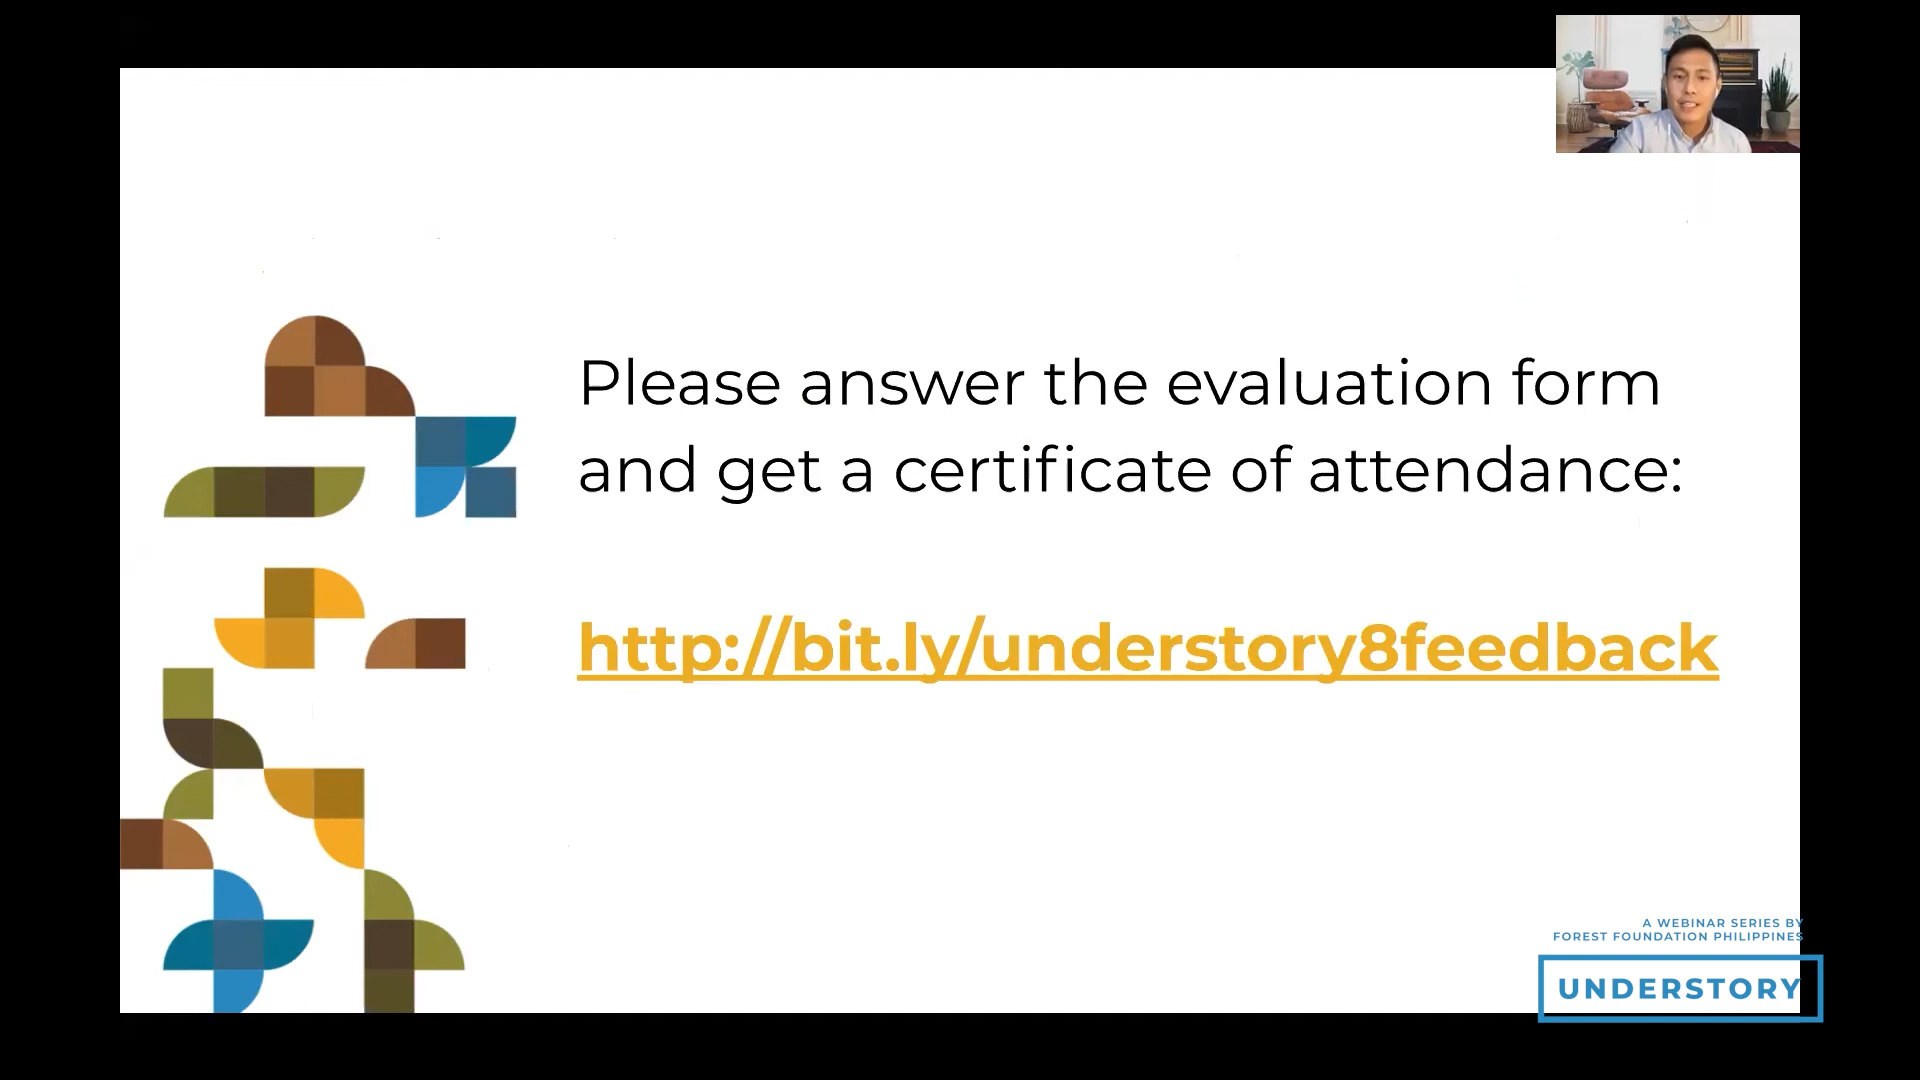 Please answer the evaluation form
and get a certificate of attendance:
http://bit.ly/understory8feedback
A WEBINAR SERIES BY
FOREST FOUNDATION PHILIPPINES
UNDERSTORY